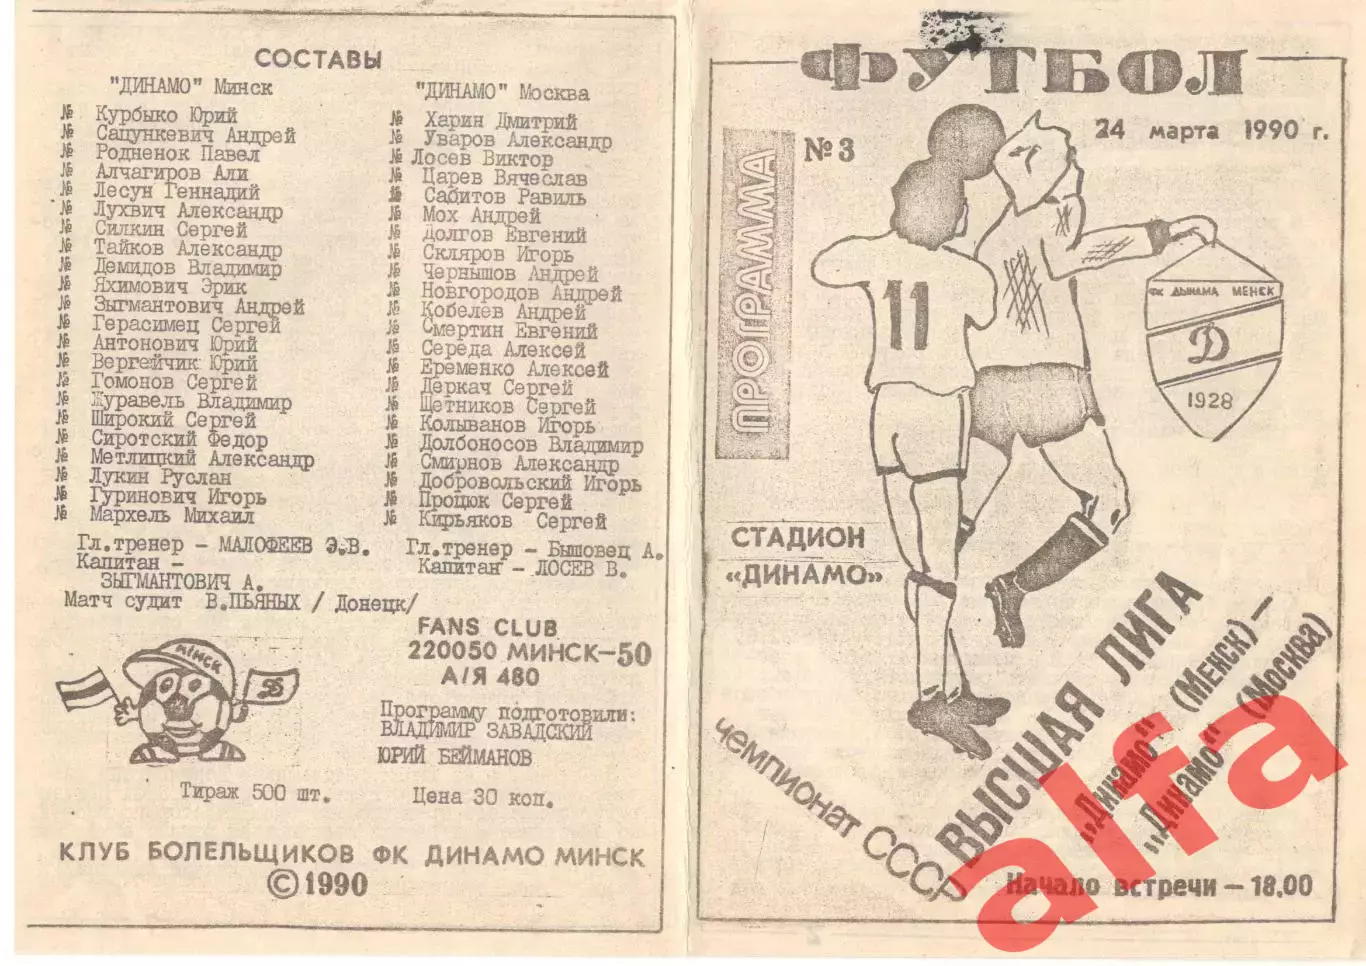 СОСТАВЫ
"ДИНАМО" Минск
№ Курбыко Юрий
№ Сацункевич Андрей
№ Родненок Павел
№ Алчагиров Али
№ Лесун Геннадий
№ Лухвич Александр
№ Силкин Сергей
№ Тайков Александр
№ Демидов Владимир
№ Яхимович Эрик
№ Зыгмантович Андрей
№ Герасимец Сергей
№ Антонович Юрий
№ Вергейчик Юрий
№ Гомонов Сергей
№ Журавель Владимир
№ Широкий Сергей
№ Сиротский Федор
№ Метлицкий Александр
№ Лукин Руслан
№ Гуринович Игорь
№ Мархель Михаил
Гл.тренер - МАЛОФЕЕВ Э.В.
Капитан -
ЗЫГМАНТОВИЧ А.
"ДИНАМО" Москва
№ Харин Дмитрий
№ Уваров Александр
№ Лосев Виктор
№ Царев Вячеслав
№ Сабитов Равиль
№ Мох Андрей
№ Долгов Евгений
№ Скляров Игорь
№ Чернышов Андрей
№ Новгородов Андрей
№ Кобелев Андрей
№ Смертин Евгений
№ Середа Алексей
№ Еременко Алексей
№ Деркач Сергей
№ Щетников Сергей
№ Колыванов Игорь
№ Долбоносов Владимир
№ Смирнов Александр
№ Добровольский Игорь
№ Процюк Сергей
№ Кирьяков Сергей
Гл.тренер - Бышовец А.
Капитан - ЛОСЕВ В.
Матч судит В.ПЬЯНЫХ / Донецк/
МІНСК
FANS CLUB
220050 МИНСК-50
А/Я 480
Программу подготовили:
ВЛАДИМИР ЗАВАДСКИЙ
ЮРИЙ БЕЙМАНОВ
Тираж 500 шт.
Цена 30 коп.
КЛУБ БОЛЕЛЬЩИКОВ ФК ДИНАМО МИНСК
© 1990
ФУТБОЛ
24 марта 1990 г.
№ 3
ПРОГРАММА
11
ФК ДЫНАМА МЕНСК
Д
1928
СТАДИОН
«ДИНАМО»
чемпионат СССР
ВЫСШАЯ ЛИГА
„Динамо" (Менск) —
„Динамо" (Москва)
Начало встречи - 18.00
alfa